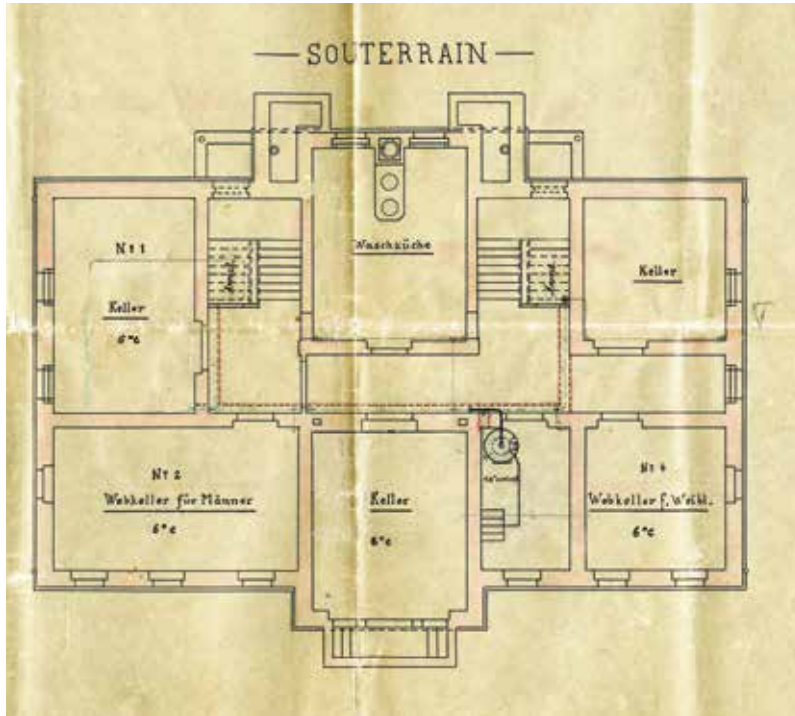 SOUTERRAIN
Waschküche
Nº 1
Keller
6°c
Keller
Nº 2
Webkeller für Männer
6°c
Keller
6°c
Nº 4
Webkeller f. Weibl.
6°c